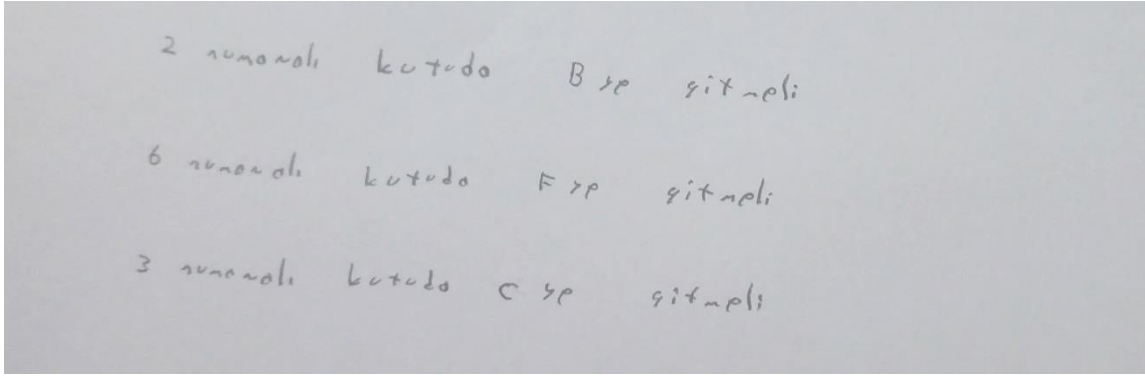 2 numaralı kutuda B ye gitmeli
6 numaralı kutuda F ye gitmeli
3 numaralı kutuda C ye gitmeli